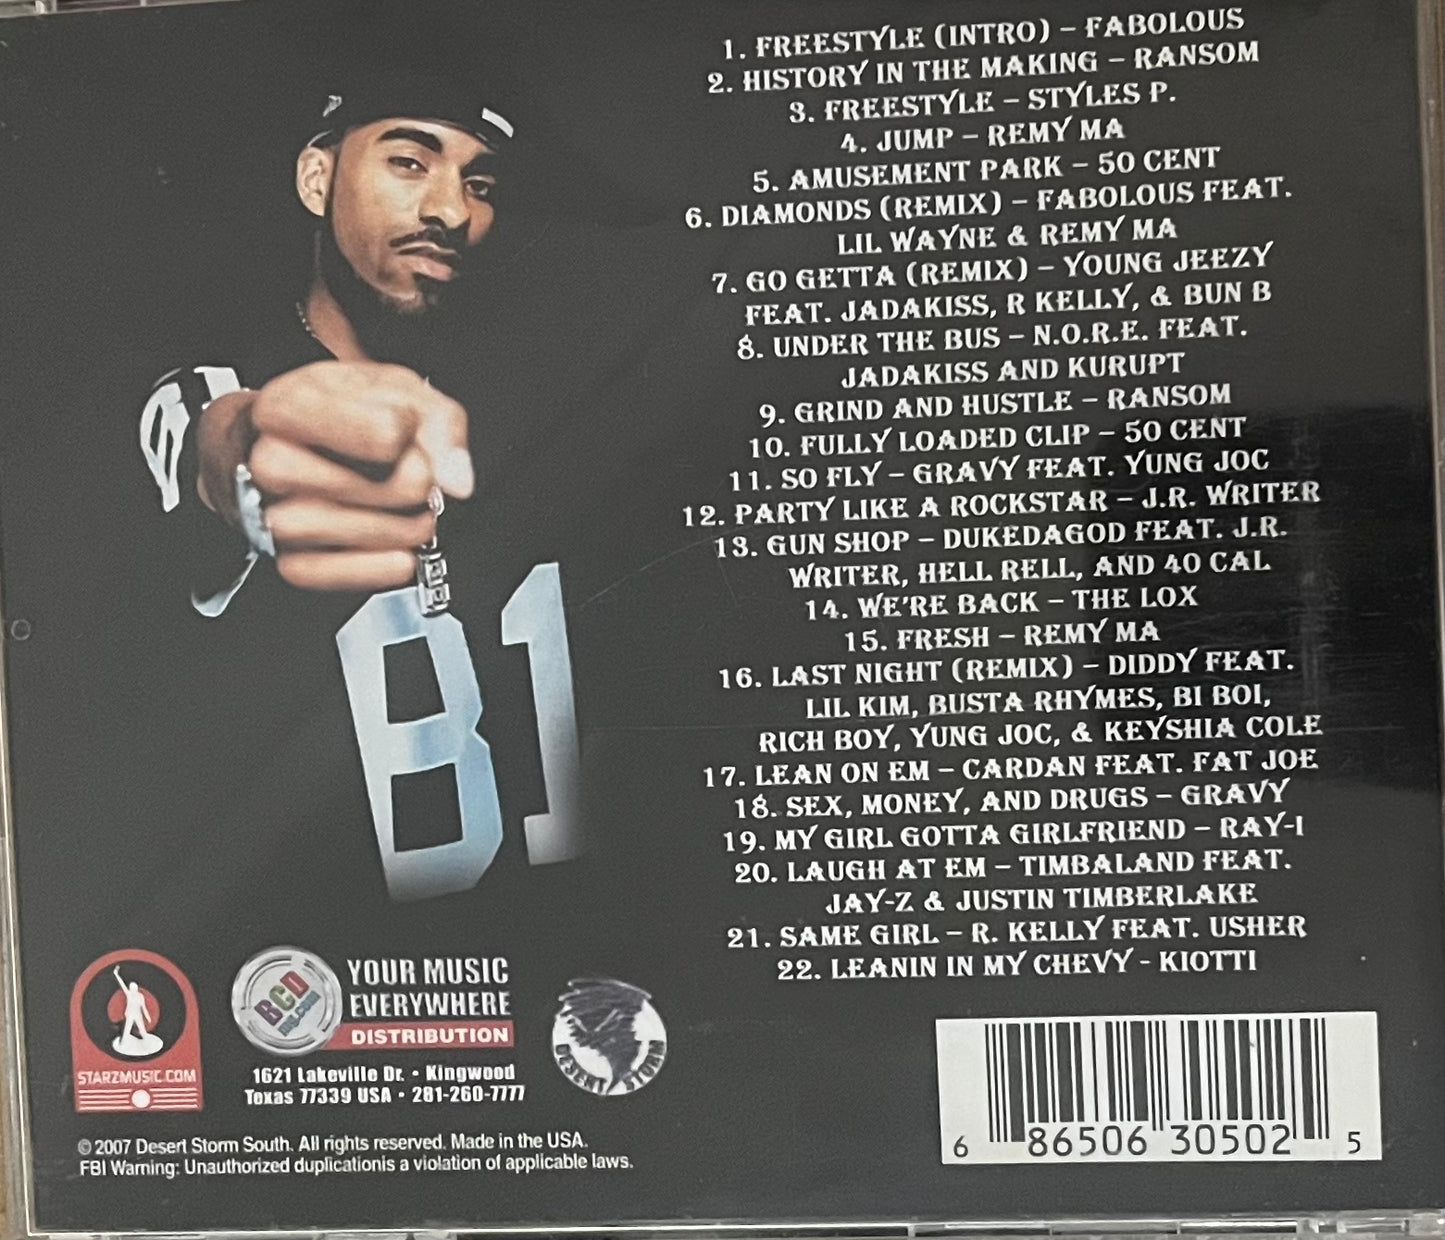 1. FREESTYLE (INTRO) – FABOLOUS
2. HISTORY IN THE MAKING – RANSOM
3. FREESTYLE – STYLES P.
4. JUMP – REMY MA
5. AMUSEMENT PARK – 50 CENT
6. DIAMONDS (REMIX) – FABOLOUS FEAT.
LIL WAYNE & REMY MA
7. GO GETTA (REMIX) – YOUNG JEEZY
FEAT. JADAKISS, R KELLY, & BUN B
8. UNDER THE BUS – N.O.R.E. FEAT.
JADAKISS AND KURUPT
9. GRIND AND HUSTLE – RANSOM
10. FULLY LOADED CLIP – 50 CENT
11. SO FLY – GRAVY FEAT. YUNG JOC
12. PARTY LIKE A ROCKSTAR – J.R. WRITER
13. GUN SHOP – DUKEDAGOD FEAT. J.R.
WRITER, HELL RELL, AND 40 CAL
14. WE'RE BACK – THE LOX
15. FRESH – REMY MA
16. LAST NIGHT (REMIX) – DIDDY FEAT.
LIL KIM, BUSTA RHYMES, BI BOI,
RICH BOY, YUNG JOC, & KEYSHIA COLE
17. LEAN ON EM – CARDAN FEAT. FAT JOE
18. SEX, MONEY, AND DRUGS – GRAVY
19. MY GIRL GOTTA GIRLFRIEND – RAY-J
20. LAUGH AT EM – TIMBALAND FEAT.
JAY-Z & JUSTIN TIMBERLAKE
21. SAME GIRL – R. KELLY FEAT. USHER
22. LEANIN IN MY CHEVY - KIOTTI
81
STARZMUSIC.COM
BCD
YOUR MUSIC
EVERYWHERE
DISTRIBUTION
1621 Lakeville Dr. • Kingwood
Texas 77339 USA • 281-260-7777
DESERT STORM
© 2007 Desert Storm South. All rights reserved. Made in the USA.
FBI Warning: Unauthorized duplicationis a violation of applicable laws.
6 86506 30502 5